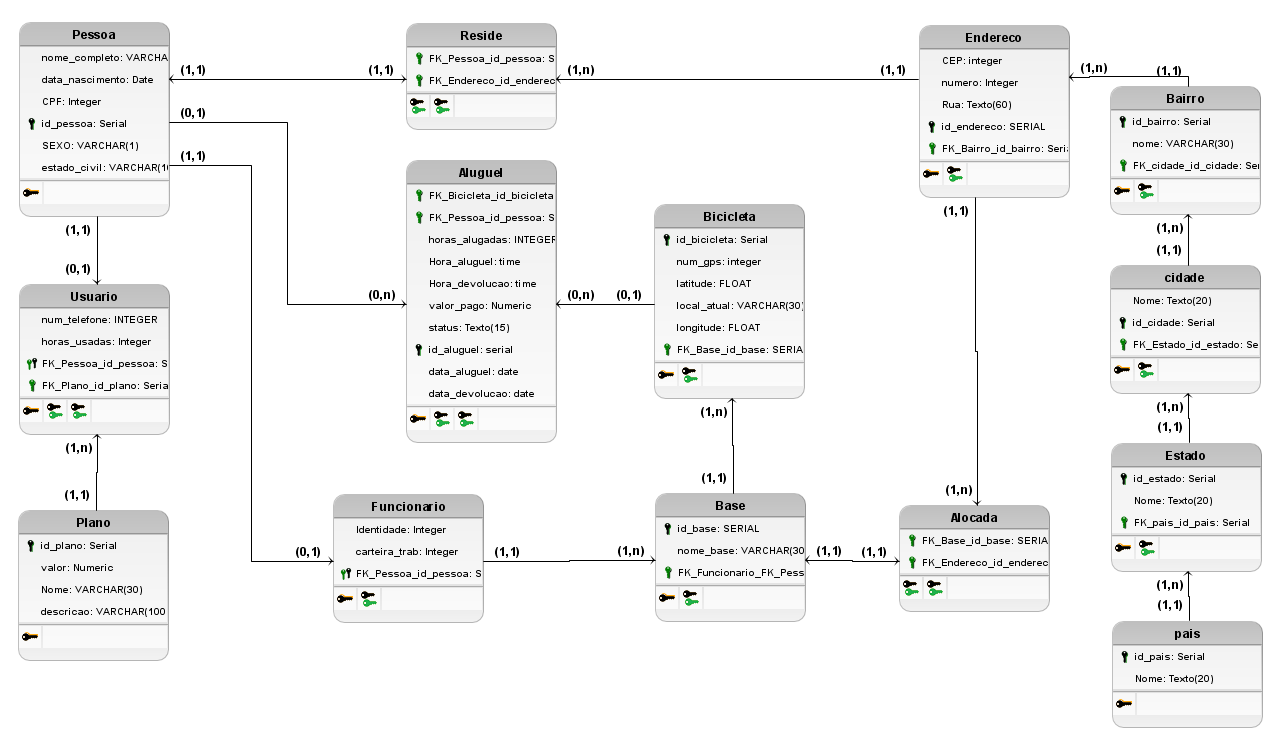 Pessoa
nome_completo: VARCHA
data_nascimento: Date
CPF: Integer
id_pessoa: Serial
SEXO: VARCHAR(1)
estado_civil: VARCHAR(10
(1,1)
(1,1)
(0,1)
(1,1)
Reside
FK_Pessoa_id_pessoa: S
FK_Endereco_id_enderec
(1,n)
(1,1)
Endereco
CEP: integer
numero: Integer
Rua: Texto(60)
id_endereco: SERIAL
FK_Bairro_id_bairro: Seria
(1,n)
(1,1)
Bairro
id_bairro: Serial
nome: VARCHAR(30)
FK_cidade_id_cidade: Ser
(1,n)
(1,1)
cidade
Nome: Texto(20)
id_cidade: Serial
FK_Estado_id_estado: Se
(1,n)
(1,1)
Estado
id_estado: Serial
Nome: Texto(20)
FK_pais_id_pais: Serial
(1,n)
(1,1)
pais
id_pais: Serial
Nome: Texto(20)
Aluguel
FK_Bicicleta_id_bicicleta
FK_Pessoa_id_pessoa: S
horas_alugadas: INTEGER
Hora_aluguel: time
Hora_devolucao: time
valor_pago: Numeric
status: Texto(15)
id_aluguel: serial
data_aluguel: date
data_devolucao: date
(0,n)
(0,n)
(0,1)
Bicicleta
id_bicicleta: Serial
num_gps: integer
latitude: FLOAT
local_atual: VARCHAR(30)
longitude: FLOAT
FK_Base_id_base: SERIA
(1,n)
(1,1)
(1,1)
(1,n)
(1,1)
(0,1)
Usuario
num_telefone: INTEGER
horas_usadas: Integer
FK_Pessoa_id_pessoa: S
FK_Plano_id_plano: Seria
(1,n)
(1,1)
Plano
id_plano: Serial
valor: Numeric
Nome: VARCHAR(30)
descricao: VARCHAR(100
(0,1)
Funcionario
Identidade: Integer
carteira_trab: Integer
FK_Pessoa_id_pessoa: S
(1,1)
(1,n)
Base
id_base: SERIAL
nome_base: VARCHAR(30
FK_Funcionario_FK_Pess
(1,1)
(1,1)
Alocada
FK_Base_id_base: SERIA
FK_Endereco_id_enderec